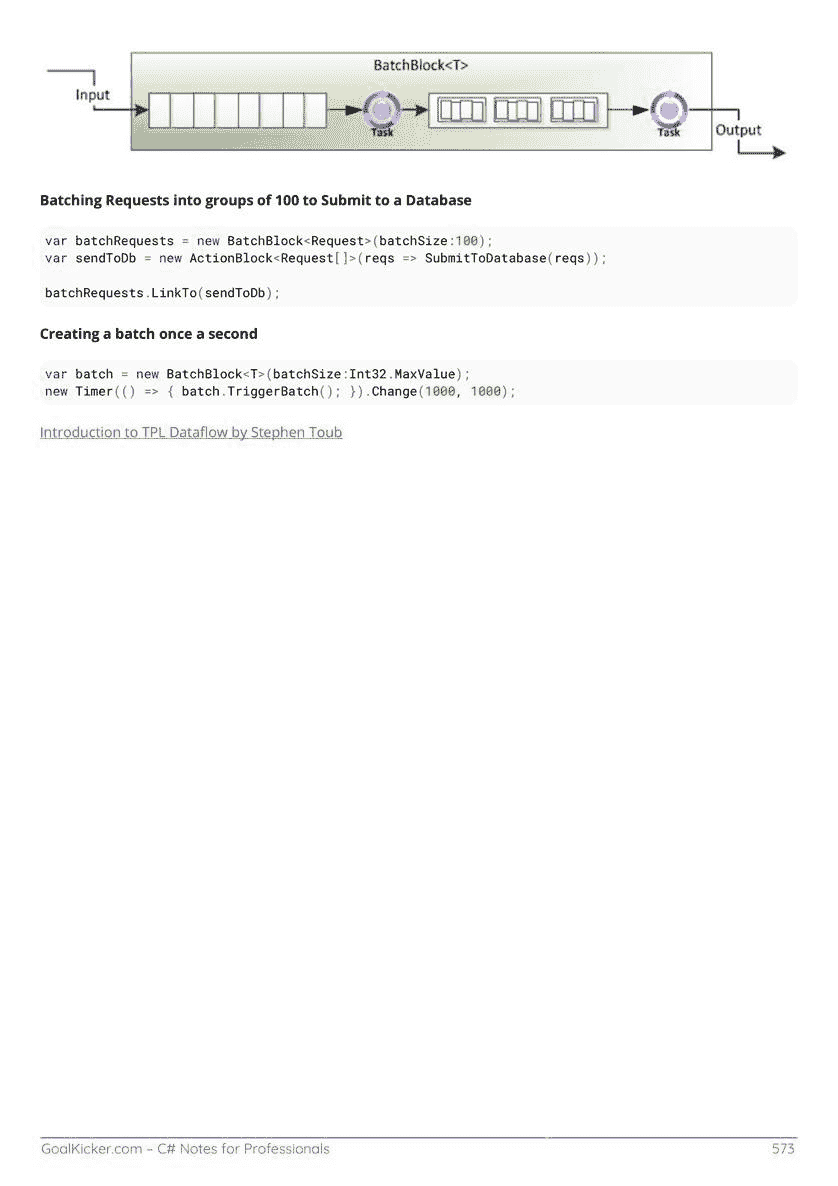 BatchBlock<T>
Input
Task
Task
Output
Batching Requests into groups of 100 to Submit to a Database
var batchRequests = new BatchBlock<Request>(batchSize:100);
var sendToDb = new ActionBlock<Request[]>(reqs => SubmitToDatabase(reqs));
batchRequests.LinkTo(sendToDb);
Creating a batch once a second
var batch = new BatchBlock<T>(batchSize:Int32.MaxValue);
new Timer(() => { batch.TriggerBatch(); }).Change(1000, 1000);
Introduction to TPL Dataflow by Stephen Toub
GoalKicker.com – C# Notes for Professionals
573